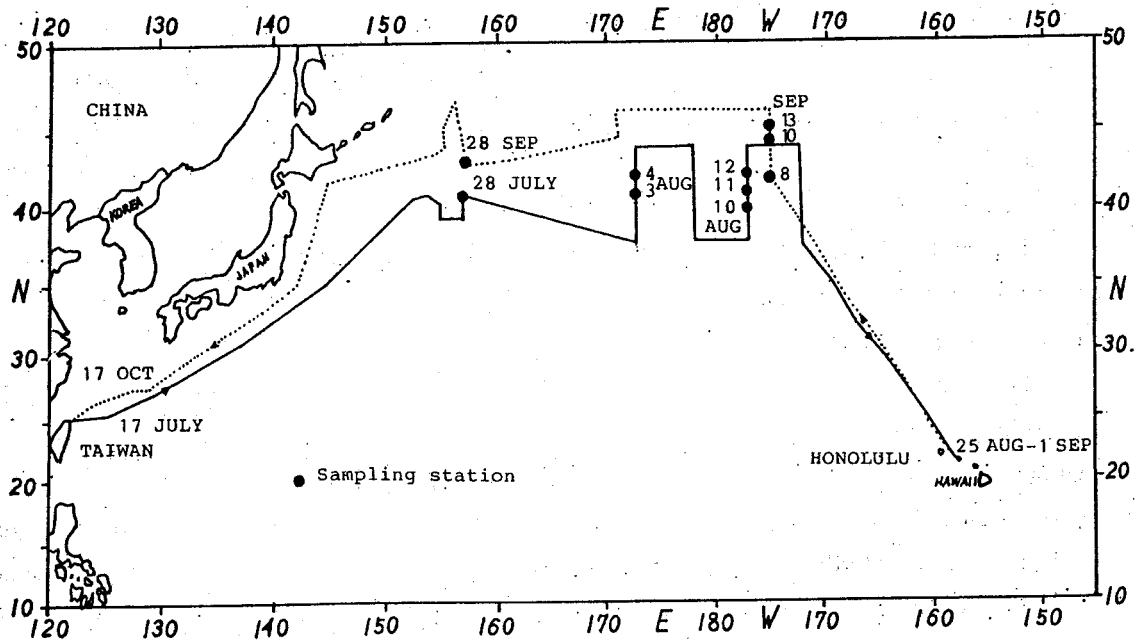 120 130 140 150 160 170 E 183 W 170 160 150
50 50
CHINA
SEP
13
10
28 SEP
28 JULY
4 AUG
3
12
11
10
AUG
8
KOREA
JAPAN
40 40
N N
30 30
17 OCT
17 JULY
TAIWAN
25 AUG-1 SEP
HONOLULU
HAWAII
20 20
Sampling station
10 10
120 130 140 150 160 170 E 183 W 170 160 150